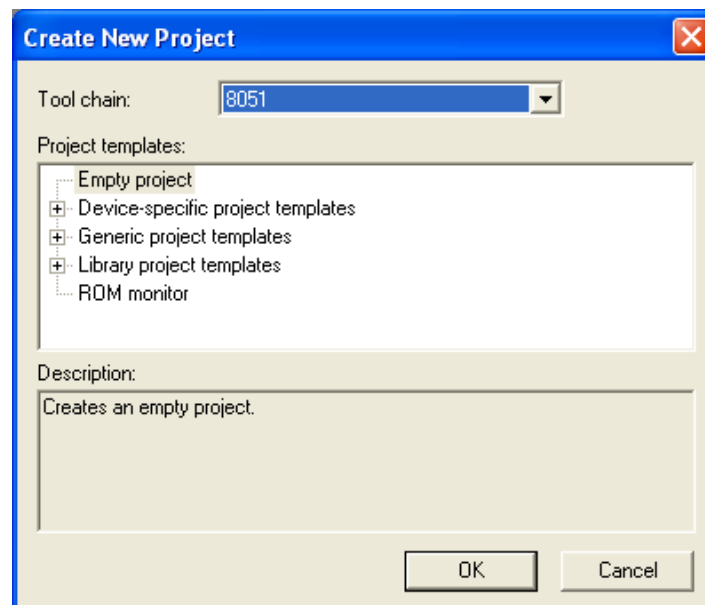 Create New Project
Tool chain: 8051
Project templates:
Empty project
Device-specific project templates
Generic project templates
Library project templates
ROM monitor
Description:
Creates an empty project.
OK Cancel